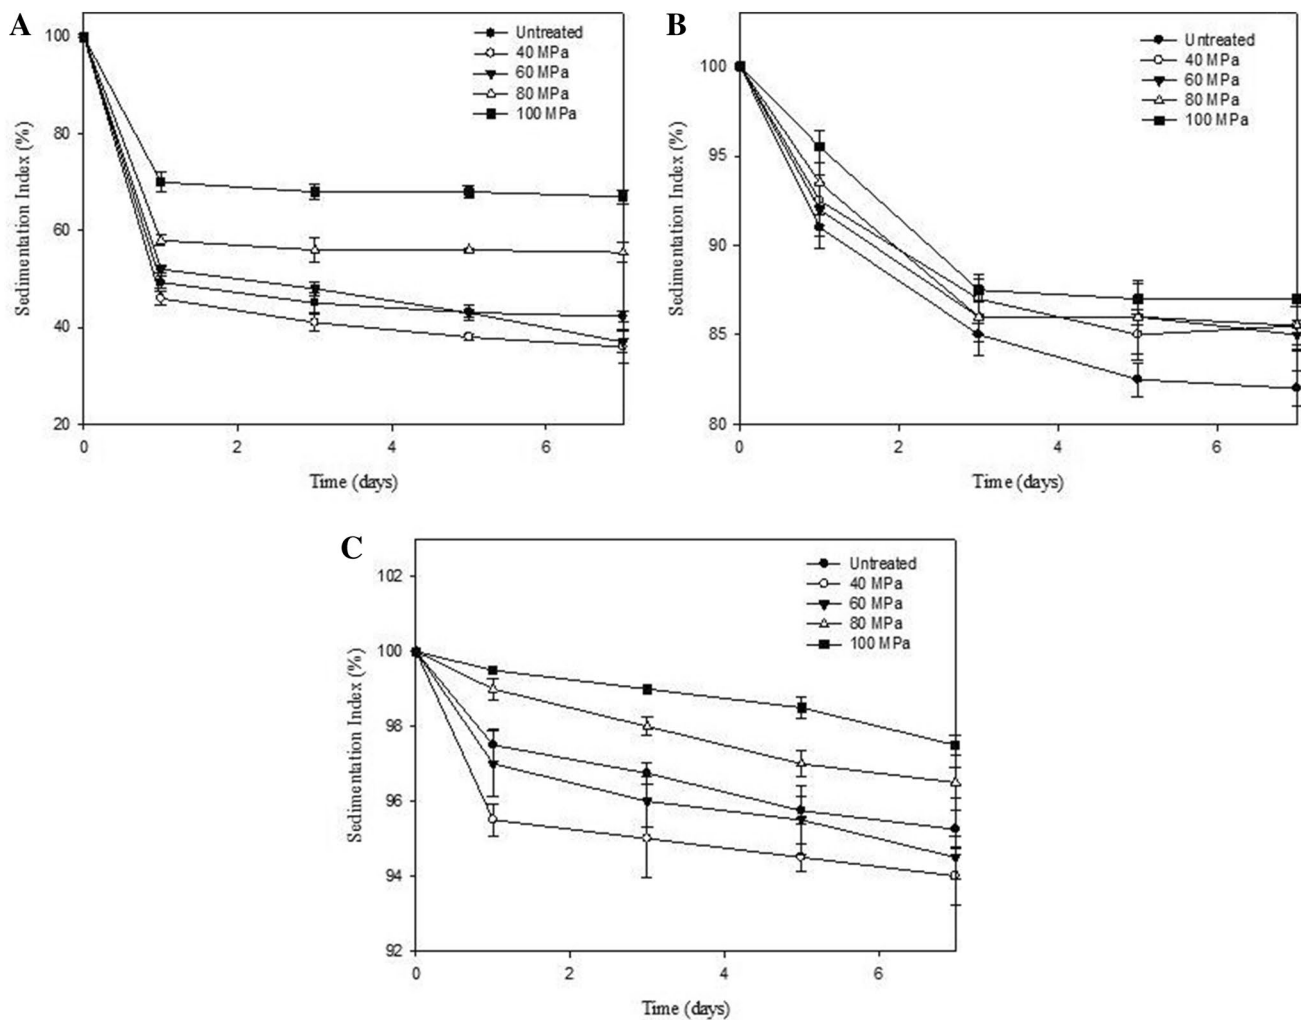 A
Sedimentation Index (%)
100
80
60
40
20
0
2
4
6
Time (days)
Untreated
40 MPa
60 MPa
80 MPa
100 MPa
B
Sedimentation Index (%)
100
95
90
85
80
0
2
4
6
Time (days)
Untreated
40 MPa
60 MPa
80 MPa
100 MPa
C
Sedimentation Index (%)
102
100
98
96
94
92
0
2
4
6
Time (days)
Untreated
40 MPa
60 MPa
80 MPa
100 MPa